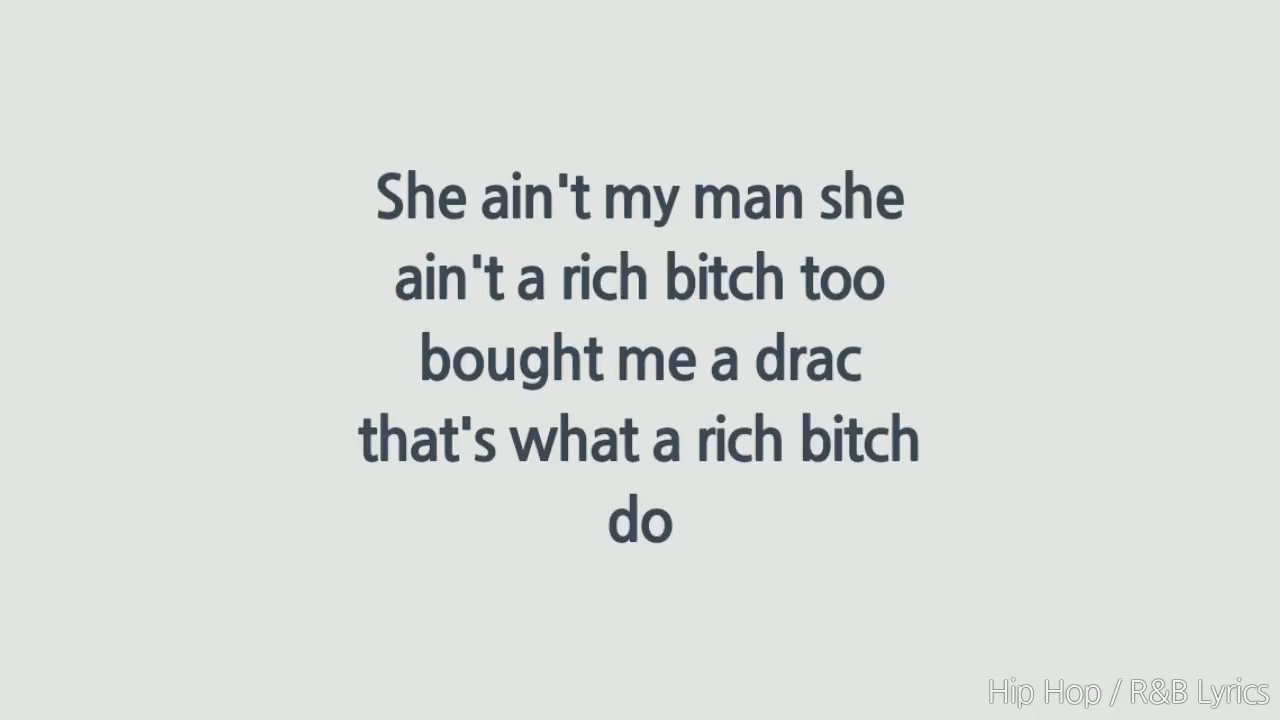 She ain't my man she
ain't a rich bitch too
bought me a drac
that's what a rich bitch
do
Hip Hop / R&B Lyrics